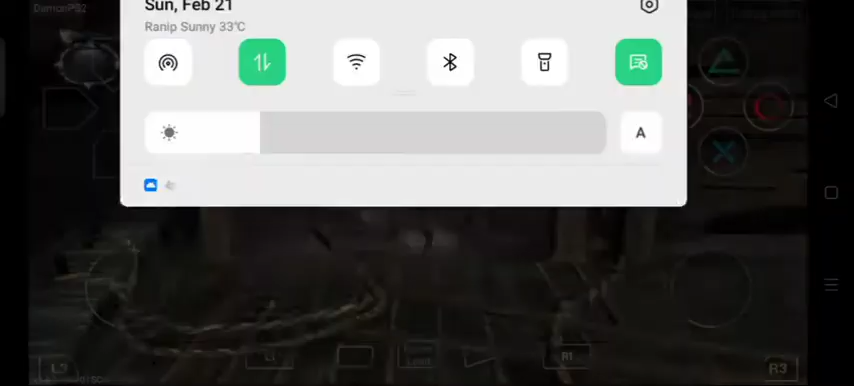 DamonPS2
Sun, Feb 21
Ranip Sunny 33°C
A
L1
R1
R3